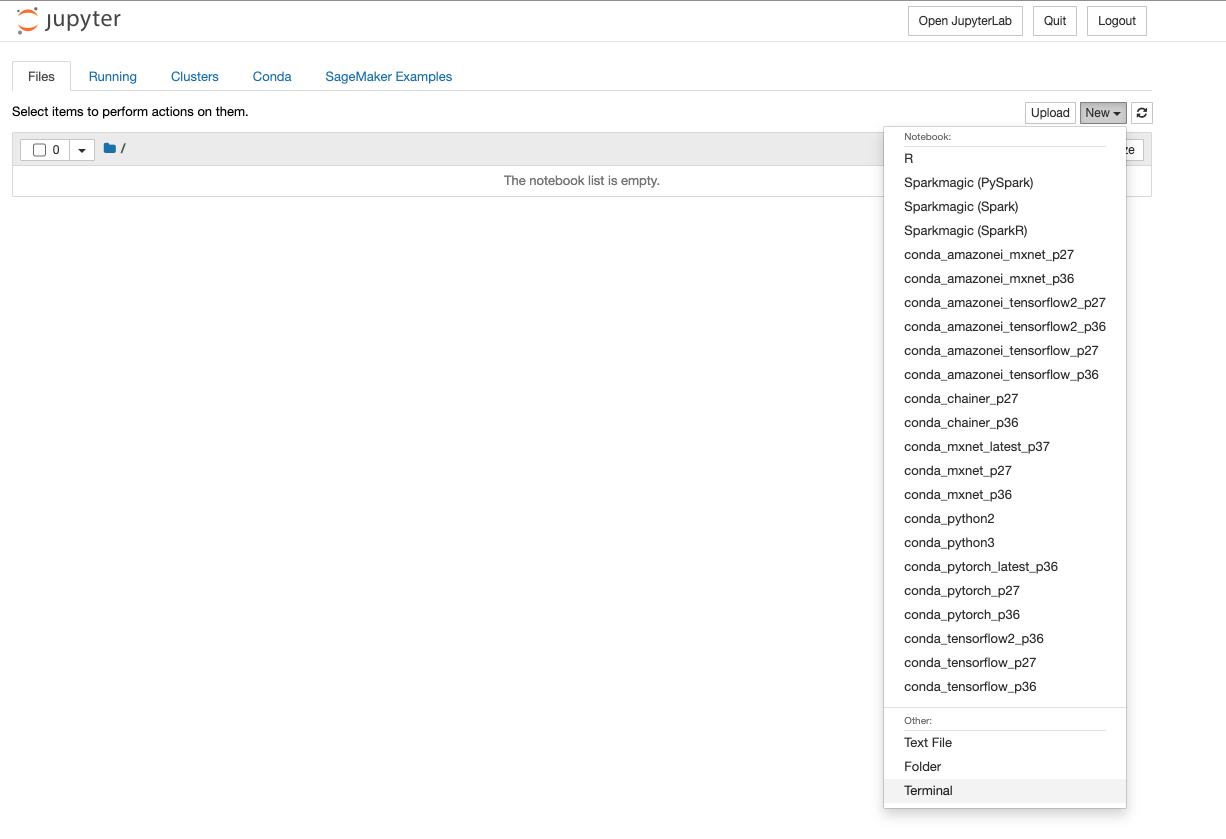 jupyter
Open JupyterLab Quit Logout
Files Running Clusters Conda SageMaker Examples
Select items to perform actions on them.
Upload New
0 /
The notebook list is empty.
Notebook:
R
Sparkmagic (PySpark)
Sparkmagic (Spark)
Sparkmagic (SparkR)
conda_amazonei_mxnet_p27
conda_amazonei_mxnet_p36
conda_amazonei_tensorflow2_p27
conda_amazonei_tensorflow2_p36
conda_amazonei_tensorflow_p27
conda_amazonei_tensorflow_p36
conda_chainer_p27
conda_chainer_p36
conda_mxnet_latest_p37
conda_mxnet_p27
conda_mxnet_p36
conda_python2
conda_python3
conda_pytorch_latest_p36
conda_pytorch_p27
conda_pytorch_p36
conda_tensorflow2_p36
conda_tensorflow_p27
conda_tensorflow_p36
Other:
Text File
Folder
Terminal